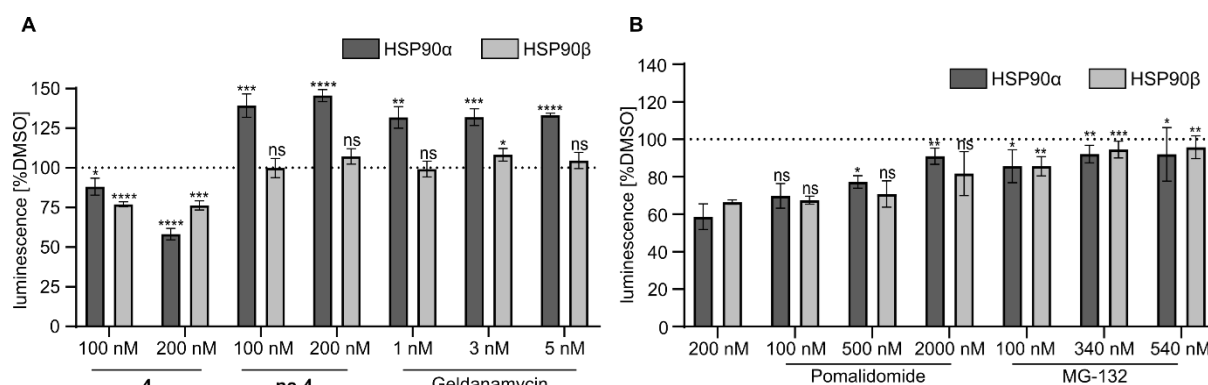 A
HSP90α HSP90β
luminescence [%DMSO]
150
125
100
75
50
25
0
* **** **** *** *** ns **** ns ** ns *** * **** ns
100 nM 200 nM 100 nM 200 nM 1 nM 3 nM 5 nM
4 nc-4 Geldanamycin
B
HSP90α HSP90β
luminescence [%DMSO]
140
120
100
80
60
40
20
0
ns ns * ns ** ns * ** ** *** * **
200 nM 100 nM 500 nM 2000 nM 100 nM 340 nM 540 nM
Pomalidomide MG-132